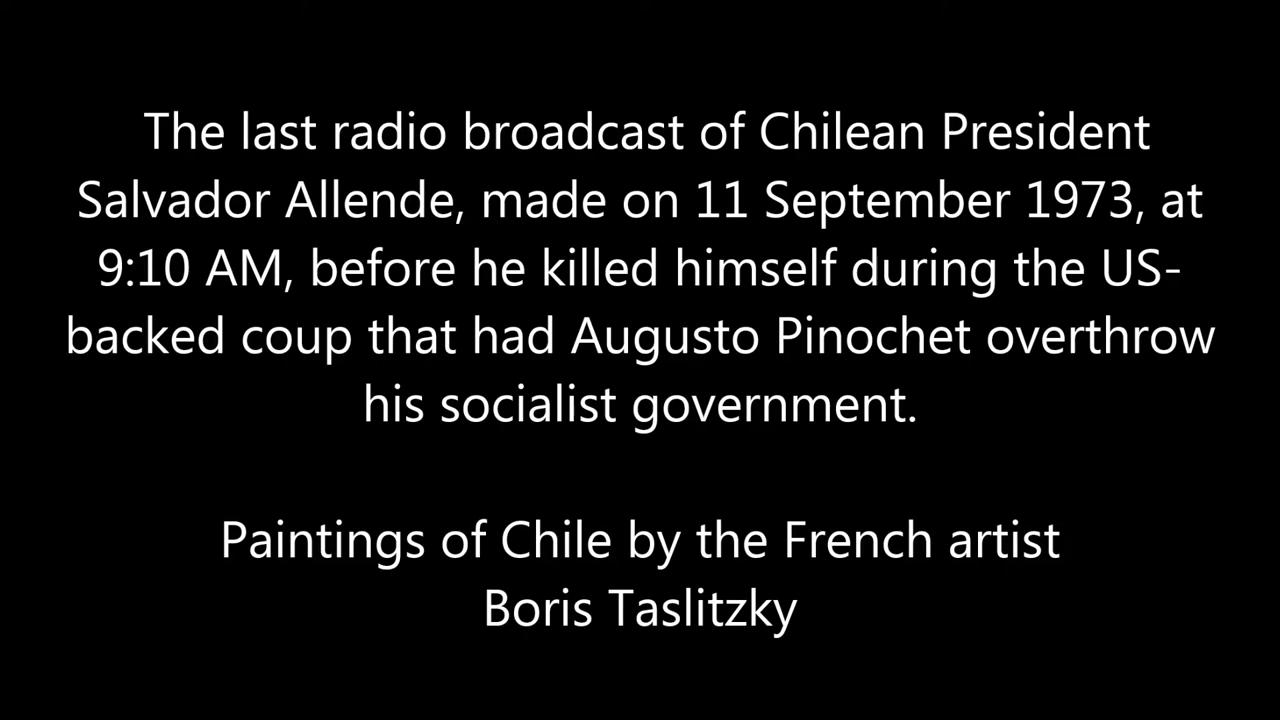 The last radio broadcast of Chilean President
Salvador Allende, made on 11 September 1973, at
9:10 AM, before he killed himself during the US-
backed coup that had Augusto Pinochet overthrow
his socialist government.
Paintings of Chile by the French artist
Boris Taslitzky